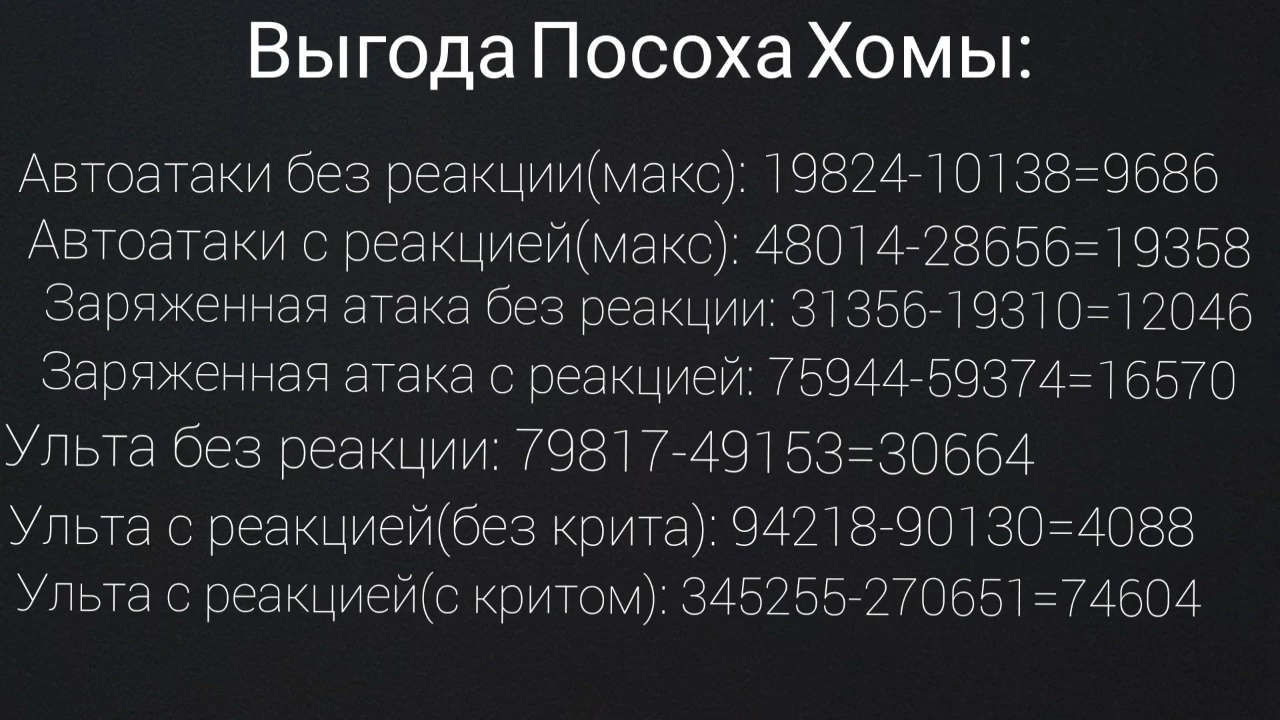 Выгода Посоха Хомы:
Автоатаки без реакции(макс): 19824-10138=9686
Автоатаки с реакцией(макс): 48014-28656=19358
Заряженная атака без реакции: 31356-19310=12046
Заряженная атака с реакцией: 75944-59374=16570
Ульта без реакции: 79817-49153=30664
Ульта с реакцией(без крита): 94218-90130=4088
Ульта с реакцией(с критом): 345255-270651=74604